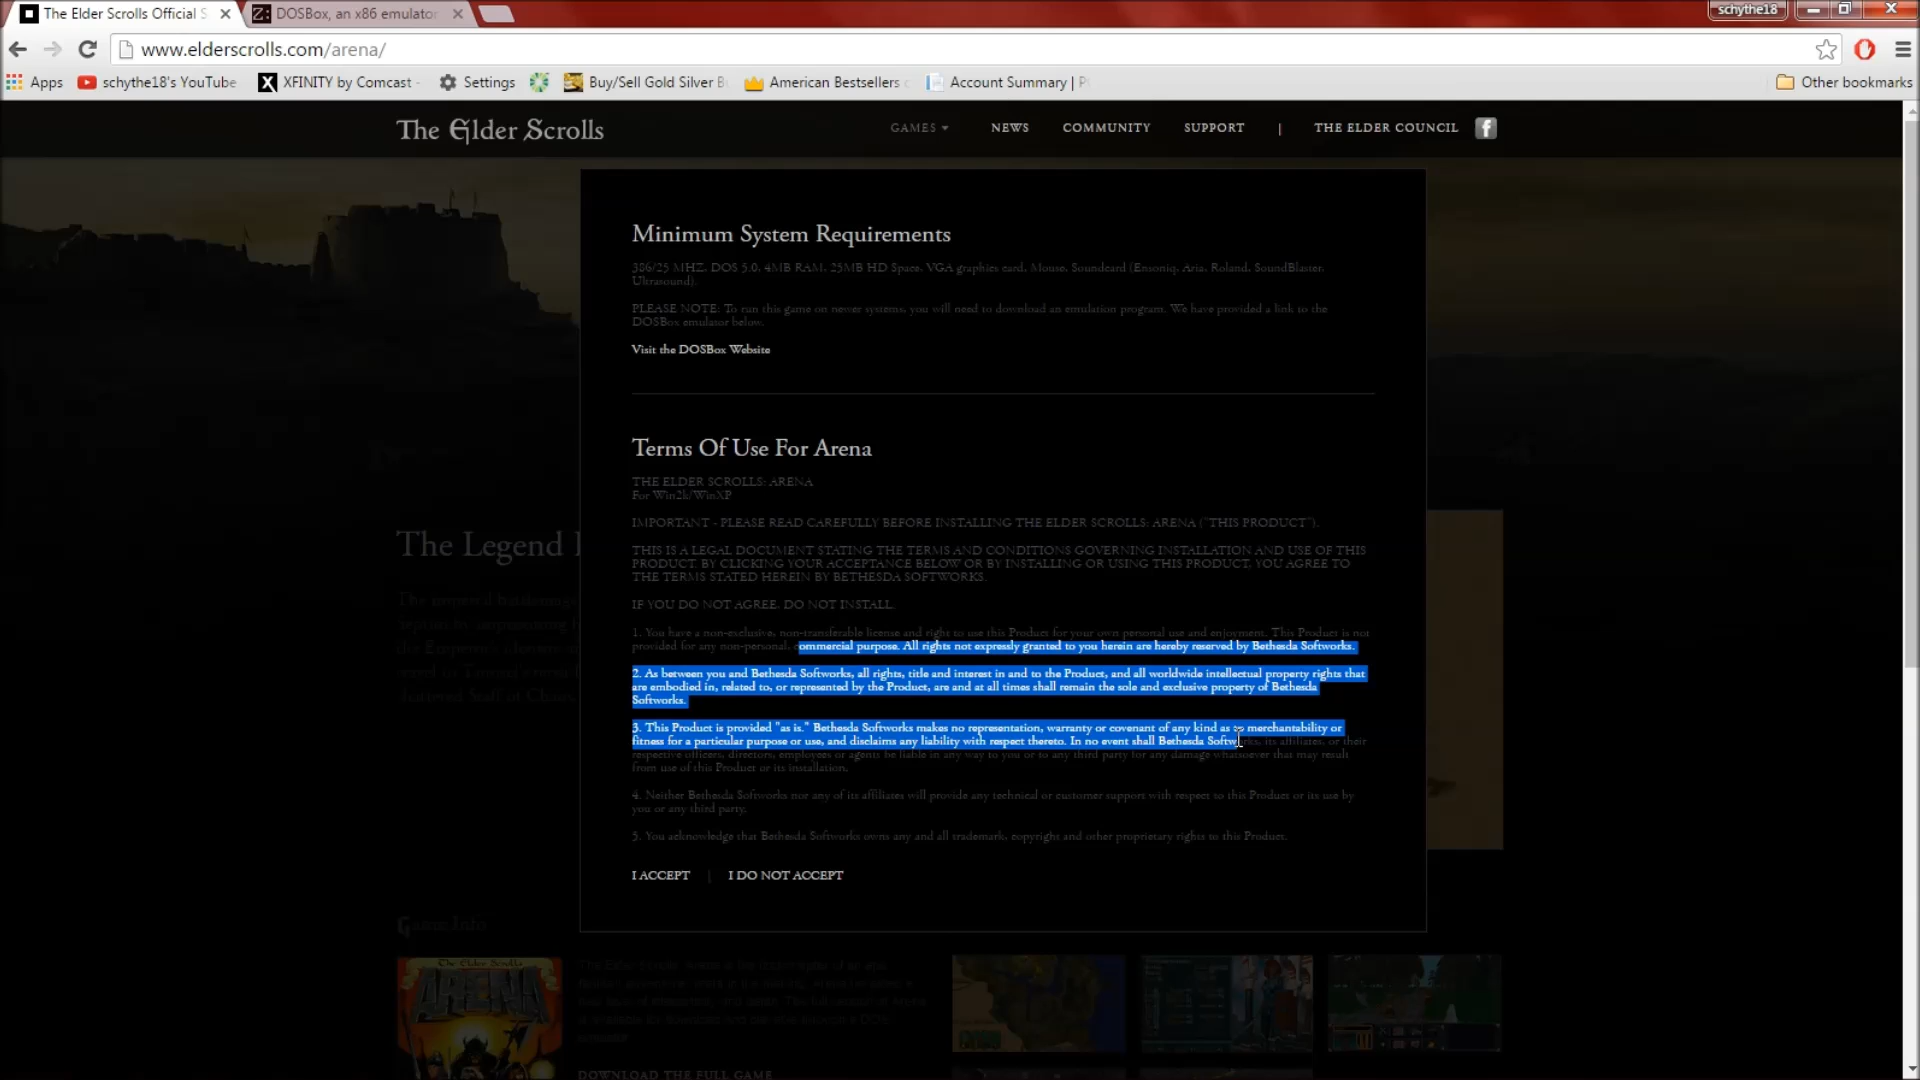 The Elder Scrolls Official S
DOSBox, an x86 emulator
schythe18
www.elderscrolls.com/arena/
Apps
schythe18's YouTube
XFINITY by Comcast -
Settings
Buy/Sell Gold Silver B
American Bestsellers
Account Summary | P
Other bookmarks
The Elder Scrolls
GAMES
NEWS
COMMUNITY
SUPPORT
|
THE ELDER COUNCIL
Minimum System Requirements
386/25 MHZ, DOS 5.0, 4MB RAM, 25MB HD Space, VGA graphics card, Mouse, Soundcard (Ensoniq, Aria, Roland, SoundBlaster,
Ultrasound).
PLEASE NOTE: To run this game on newer systems, you will need to download an emulation program. We have provided a link to the
DOSBox emulator below.
Visit the DOSBox Website
Terms Of Use For Arena
THE ELDER SCROLLS: ARENA
For Win2k/WinXP
IMPORTANT - PLEASE READ CAREFULLY BEFORE INSTALLING THE ELDER SCROLLS: ARENA ("THIS PRODUCT").
THIS IS A LEGAL DOCUMENT STATING THE TERMS AND CONDITIONS GOVERNING INSTALLATION AND USE OF THIS
PRODUCT. BY CLICKING YOUR ACCEPTANCE BELOW OR BY INSTALLING OR USING THIS PRODUCT, YOU AGREE TO
THE TERMS STATED HEREIN BY BETHESDA SOFTWORKS.
IF YOU DO NOT AGREE, DO NOT INSTALL.
1. You have a non-exclusive, non-transferable license and right to use this Product for your own personal use and enjoyment. This Product is not
provided for any non-personal, commercial purpose. All rights not expressly granted to you herein are hereby reserved by Bethesda Softworks.
2. As between you and Bethesda Softworks, all rights, title and interest in and to the Product, and all worldwide intellectual property rights that
are embodied in, related to, or represented by the Product, are and at all times shall remain the sole and exclusive property of Bethesda
Softworks.
3. This Product is provided "as is." Bethesda Softworks makes no representation, warranty or covenant of any kind as to merchantability or
fitness for a particular purpose or use, and disclaims any liability with respect thereto. In no event shall Bethesda Softworks, its affiliates, or their
respective officers, directors, employees or agents be liable in any way to you or to any third party for any damage whatsoever that may result
from use of this Product or its installation.
4. Neither Bethesda Softworks nor any of its affiliates will provide any technical or customer support with respect to this Product or its use by
you or any third party.
5. You acknowledge that Bethesda Softworks owns any and all trademark, copyright and other proprietary rights to this Product.
I ACCEPT | I DO NOT ACCEPT
The Legend
The imperial battlemage
Game Info
The Elder Scrolls
ARENA
DOWNLOAD THE FULL GAME